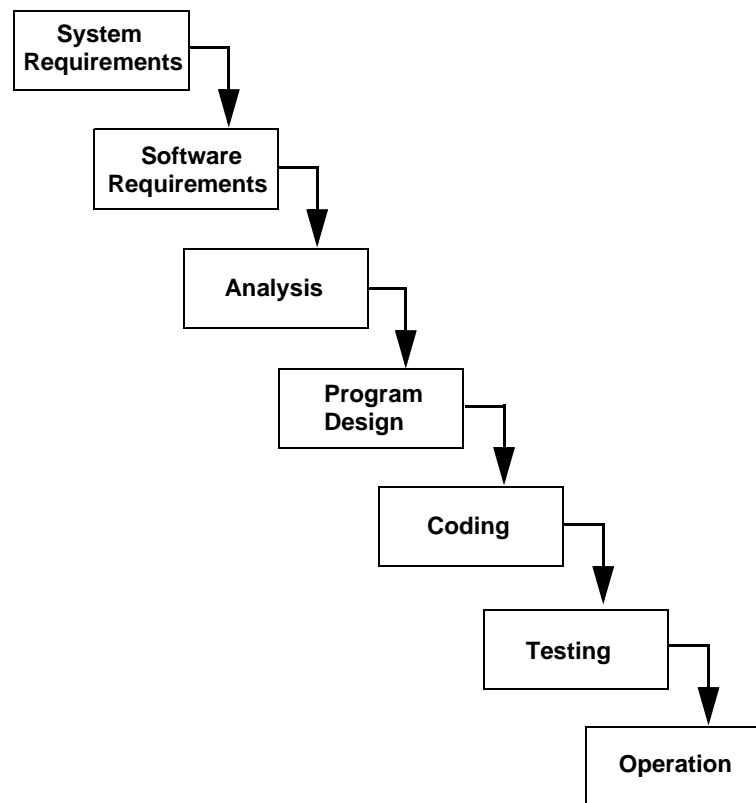 System
Requirements
Software
Requirements
Analysis
Program
Design
Coding
Testing
Operation